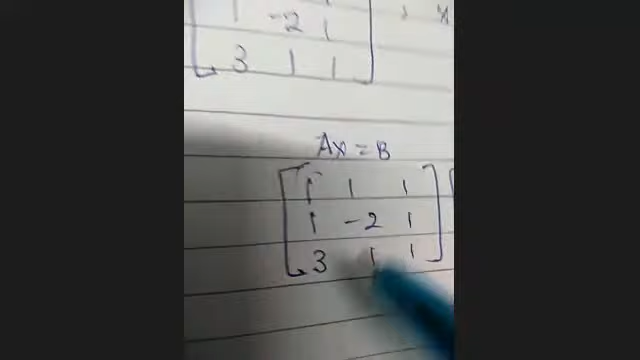 1 -2 1
3 1 1
Ax = B
1 1 1
1 -2 1
3 1 1